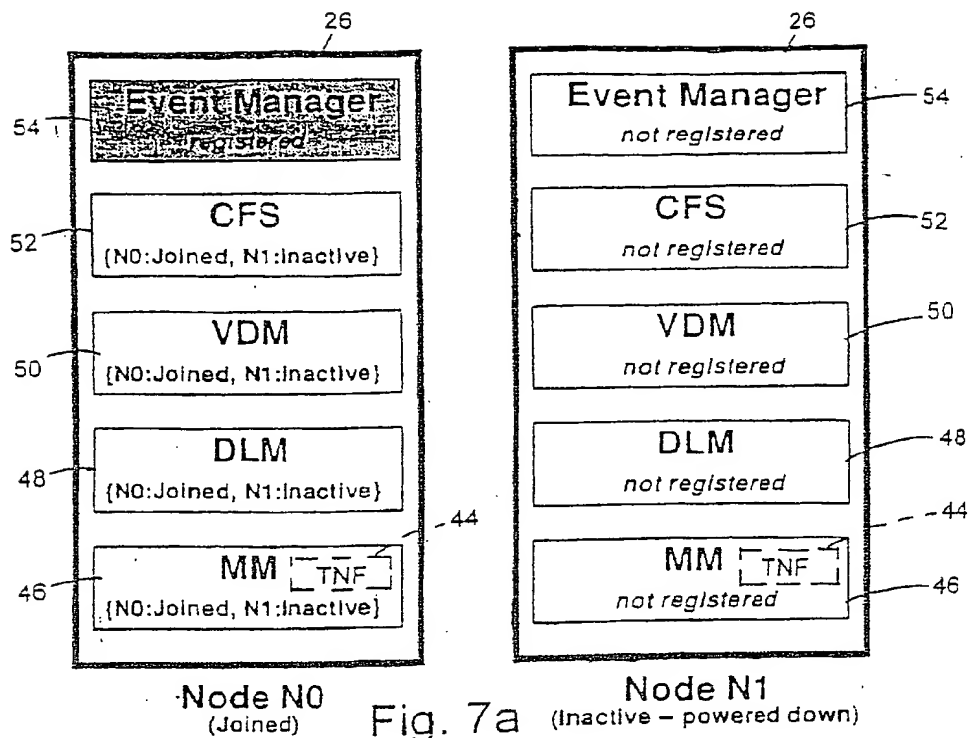 26
54
Event Manager
registered
52
CFS
{N0:Joined, N1:Inactive}
50
VDM
{N0:Joined, N1:Inactive}
48
DLM
{N0:Joined, N1:Inactive}
44
46
MM
TNF
{N0:Joined, N1:Inactive}
Node N0
(Joined)
26
Event Manager
54
not registered
CFS
52
not registered
VDM
50
not registered
DLM
48
not registered
44
MM
TNF
46
not registered
Node N1
(Inactive – powered down)
Fig. 7a